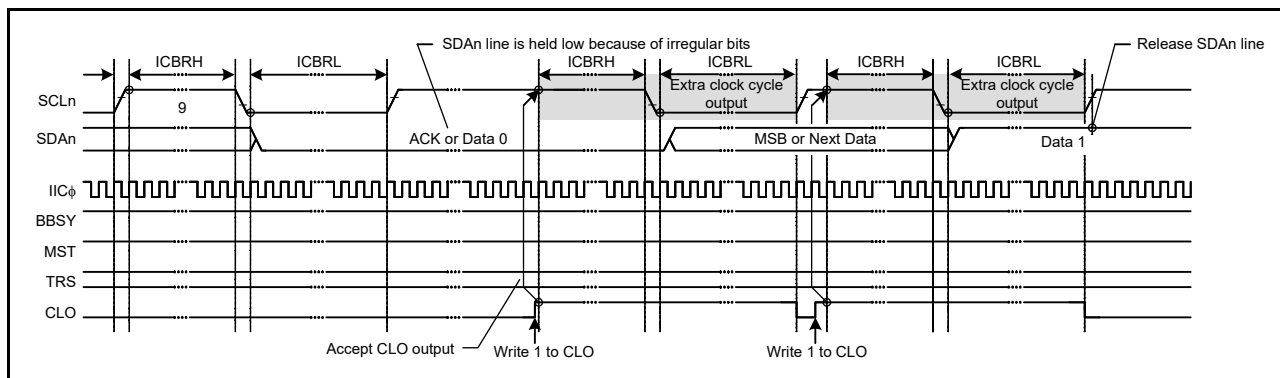 SDAn line is held low because of irregular bits
Release SDAn line
ICBRH
ICBRL
ICBRH
ICBRL
ICBRH
ICBRL
Extra clock cycle
output
Extra clock cycle
output
SCLn
9
SDAn
ACK or Data 0
MSB or Next Data
Data 1
IICϕ
BBSY
MST
TRS
CLO
Accept CLO output
Write 1 to CLO
Write 1 to CLO